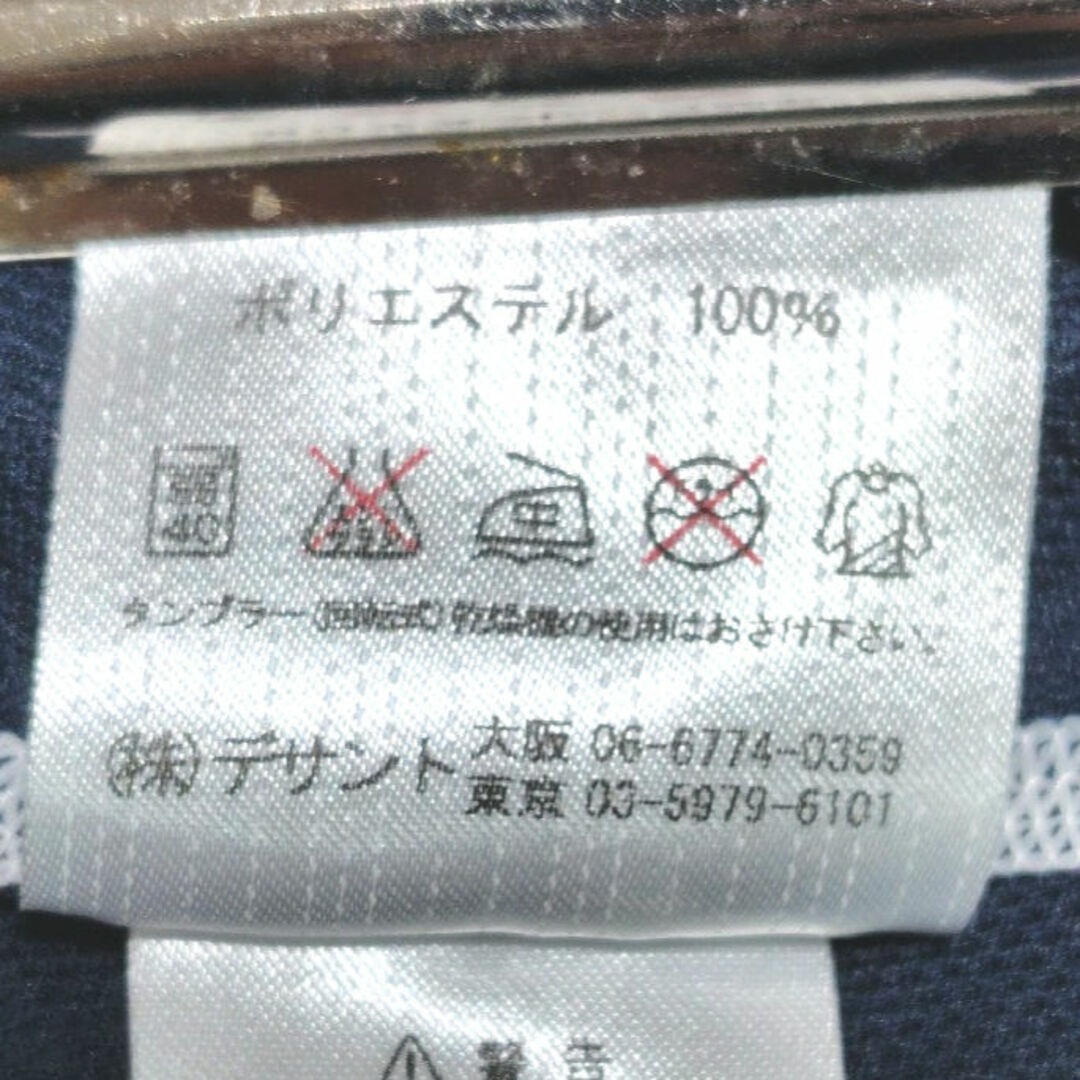 ポリエステル 100%
40
中
タンブラー(回転式)乾燥機の使用はおさけ下さい。
(株)デサント 大阪 06-6774-0359
東京 03-5979-6101
警告